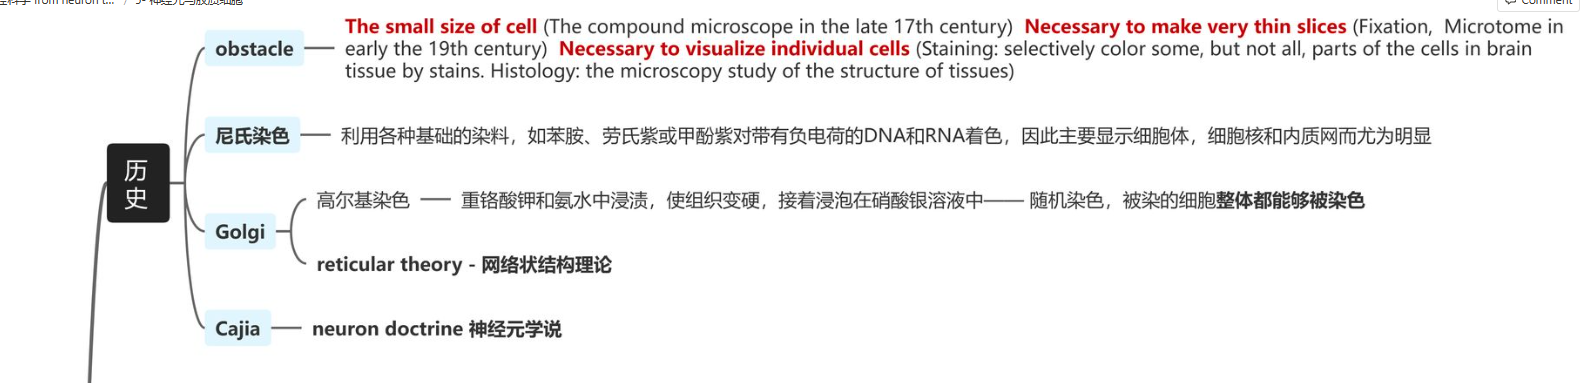 from neuron t... / 5- 神经元与胶质细胞
Comment
历
史
obstacle
The small size of cell (The compound microscope in the late 17th century) Necessary to make very thin slices (Fixation, Microtome in
early the 19th century) Necessary to visualize individual cells (Staining: selectively color some, but not all, parts of the cells in brain
tissue by stains. Histology: the microscopy study of the structure of tissues)
尼氏染色
利用各种基础的染料，如苯胺、劳氏紫或甲酚紫对带有负电荷的DNA和RNA着色，因此主要显示细胞体，细胞核和内质网而尤为明显
Golgi
高尔基染色
重铬酸钾和氨水中浸渍，使组织变硬，接着浸泡在硝酸银溶液中—— 随机染色，被染的细胞整体都能够被染色
reticular theory - 网络状结构理论
Cajia
neuron doctrine 神经元学说